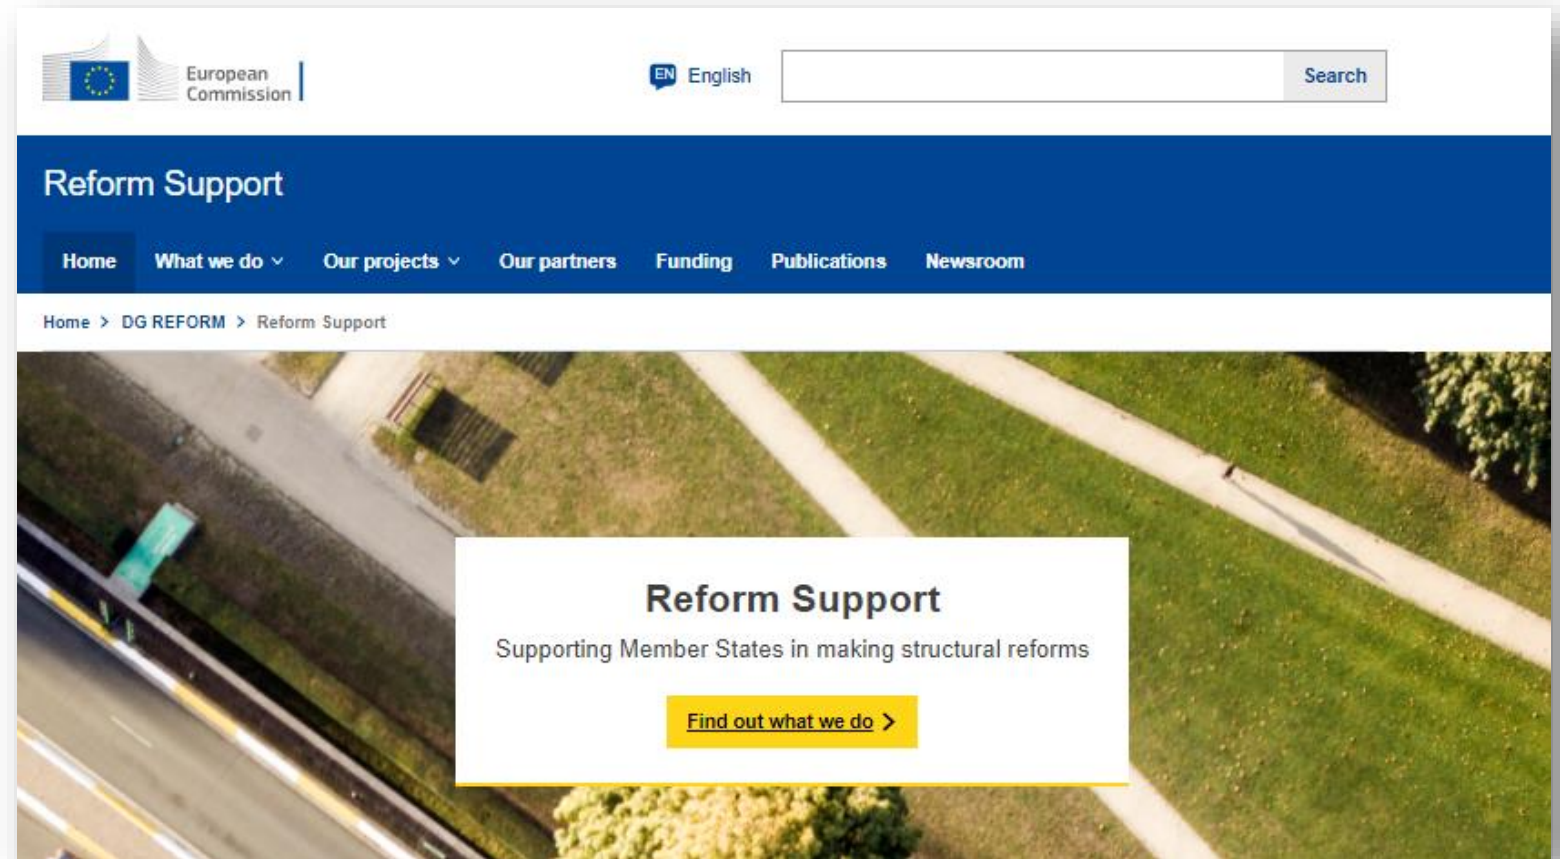 European
Commission
EN English
Search
Reform Support
Home What we do Our projects Our partners Funding Publications Newsroom
Home > DG REFORM > Reform Support
Reform Support
Supporting Member States in making structural reforms
Find out what we do >